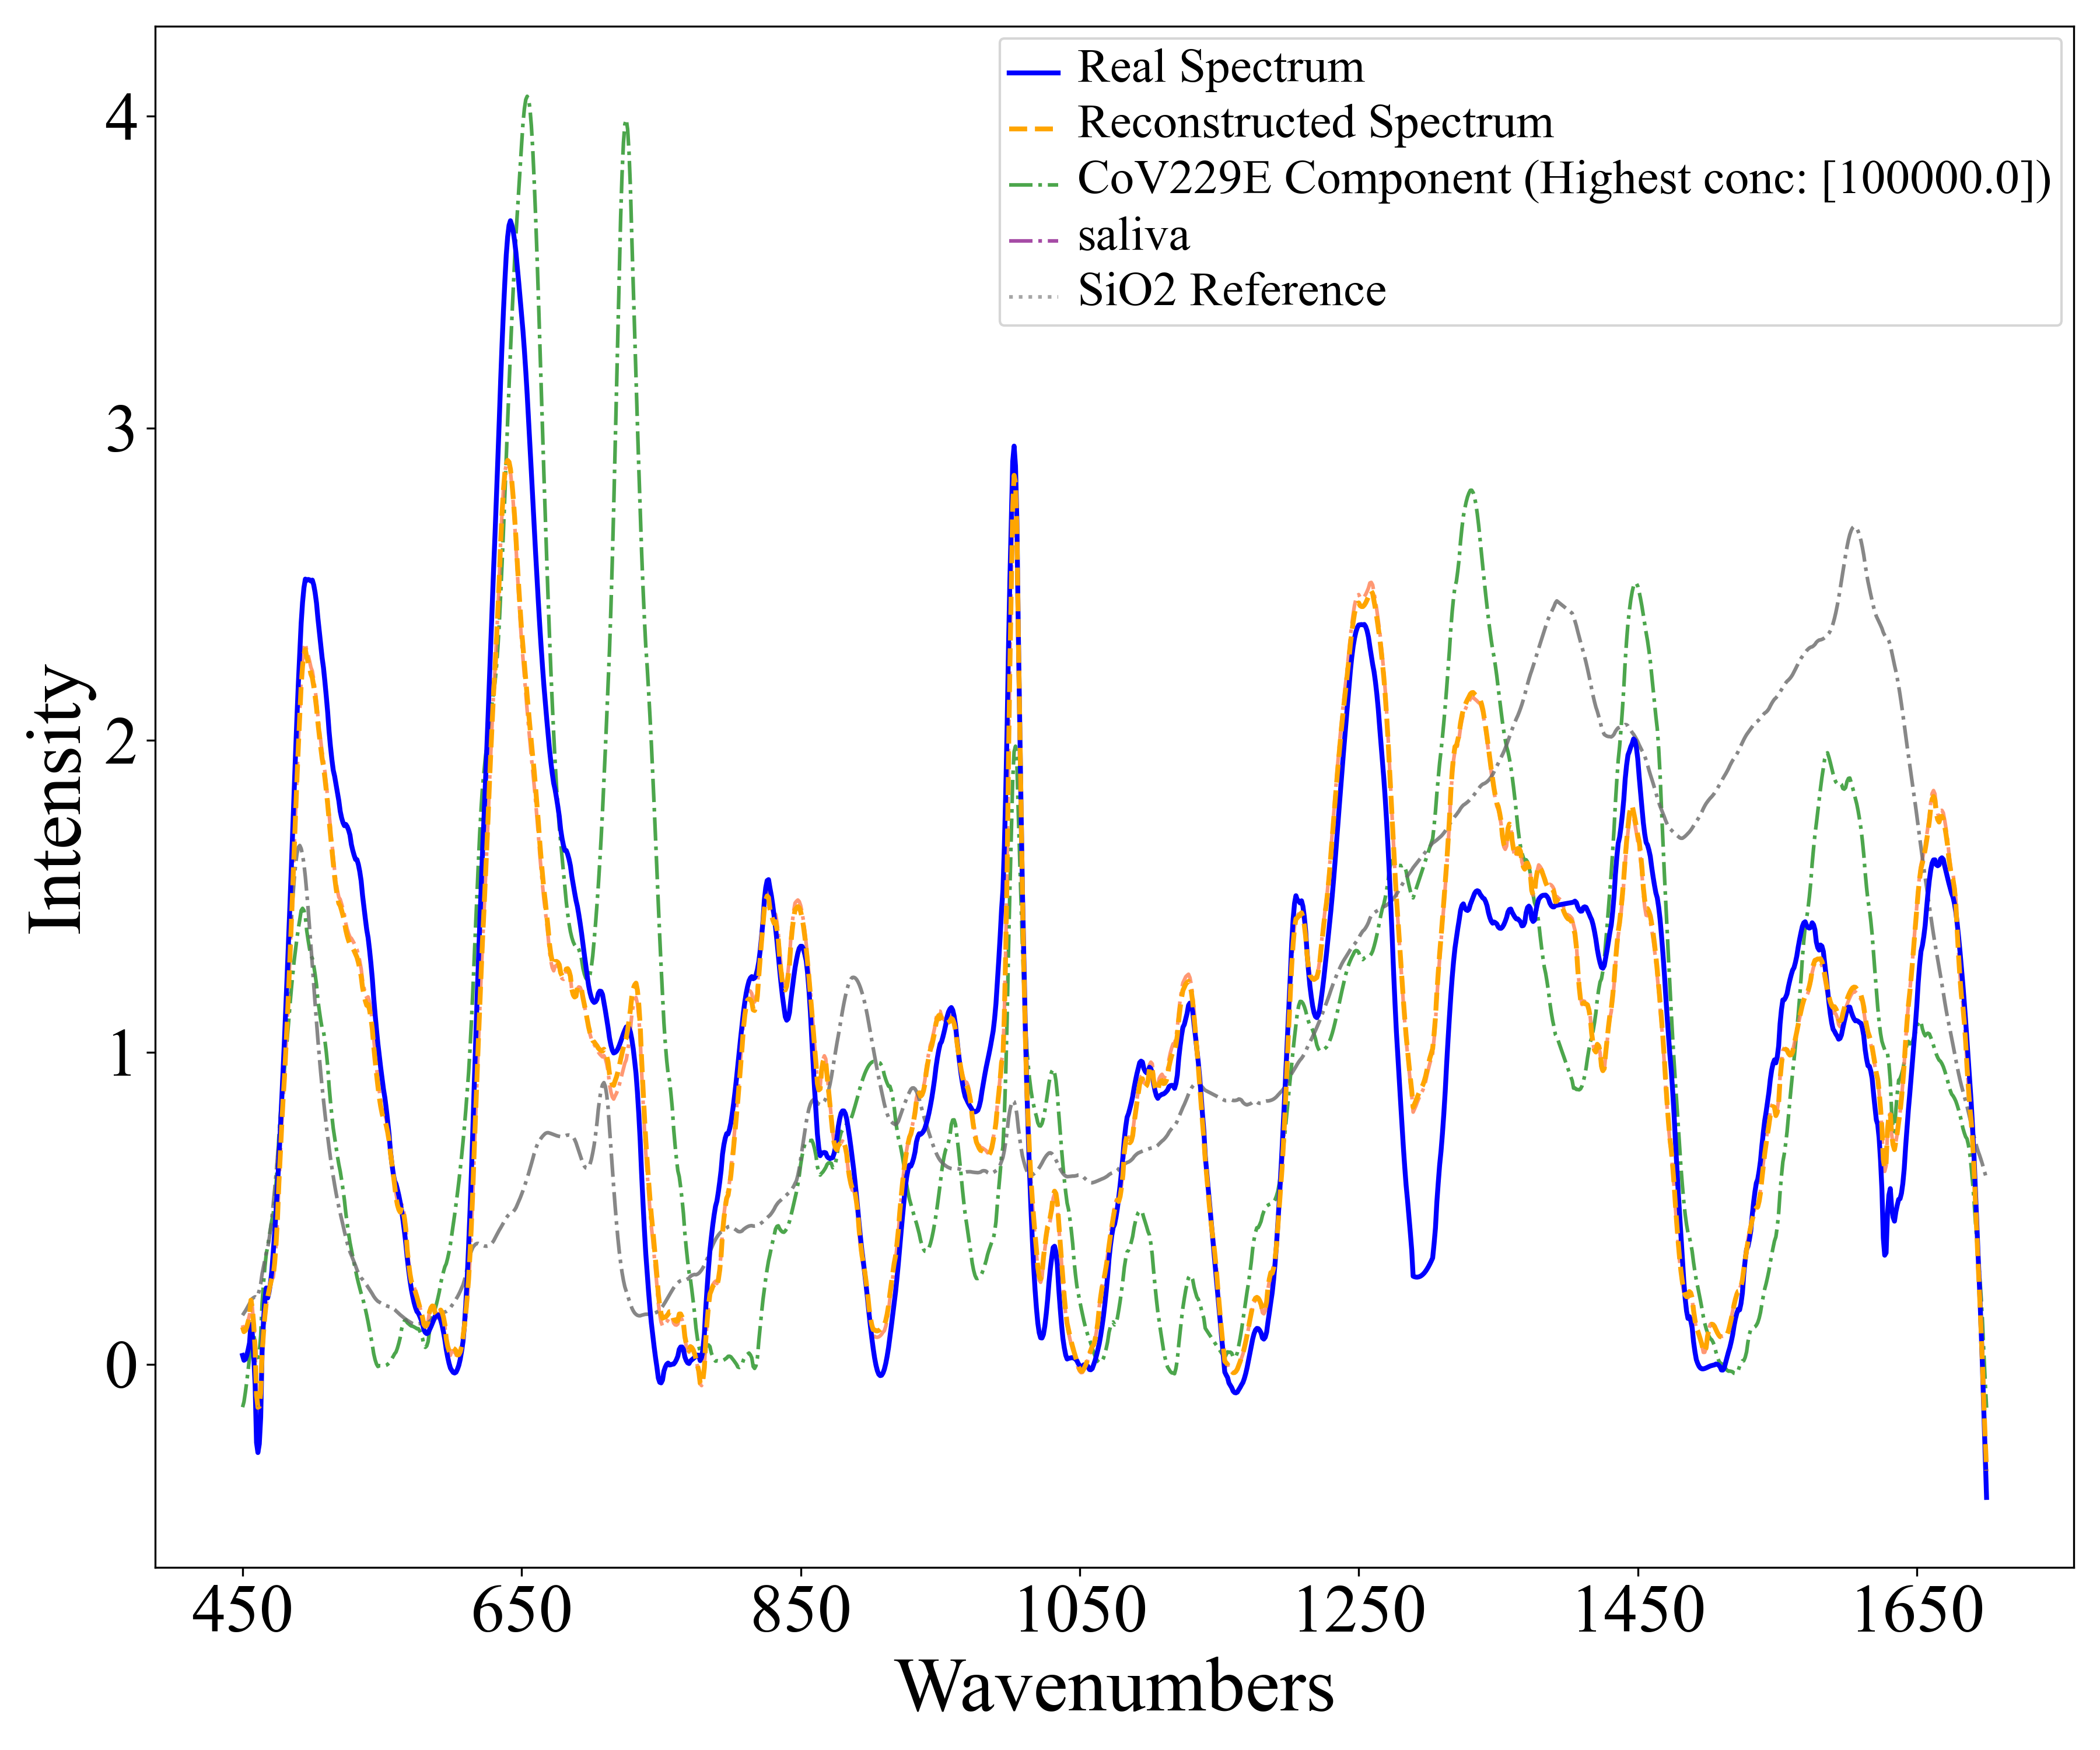 Real Spectrum
Reconstructed Spectrum
CoV229E Component (Highest conc: [100000.0])
saliva
SiO2 Reference
Intensity
4
3
2
1
0
450 650 850 1050 1250 1450 1650
Wavenumbers